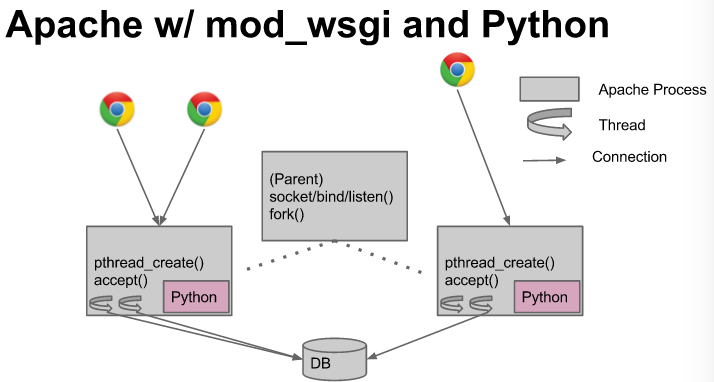 Apache w/ mod_wsgi and Python
Apache Process
Thread
Connection
(Parent)
socket/bind/listen()
fork()
pthread_create()
accept()
Python
pthread_create()
accept()
Python
DB